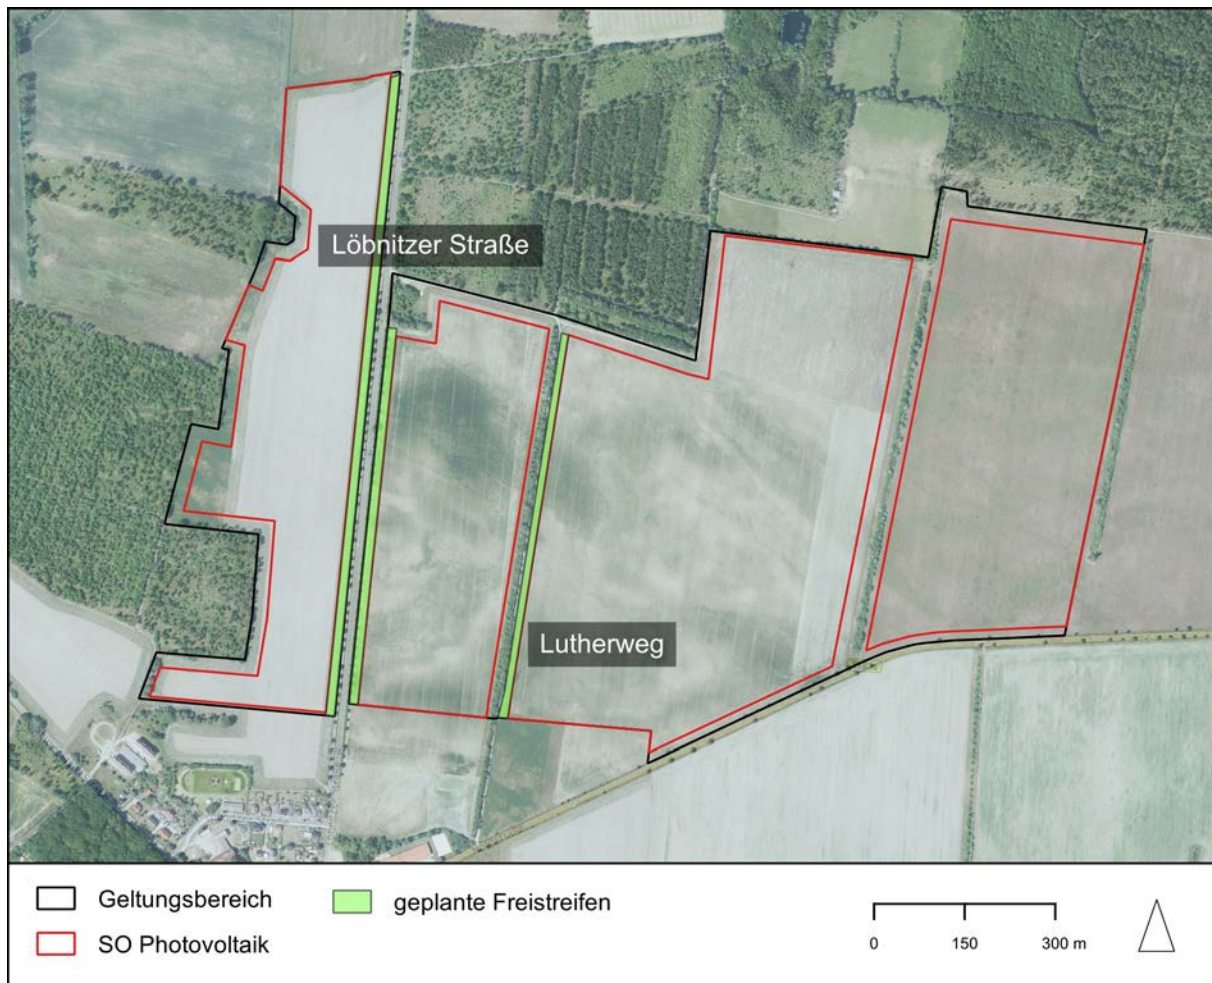 Löbnitzer Straße
Lutherweg
Geltungsbereich
geplante Freistreifen
SO Photovoltaik
0 150 300 m